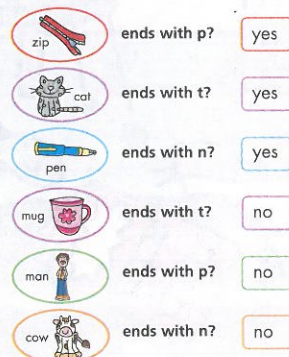 zip ends with p? yes
cat ends with t? yes
ends with n? yes
pen
mug ends with t? no
man ends with p? no
cow ends with n? no